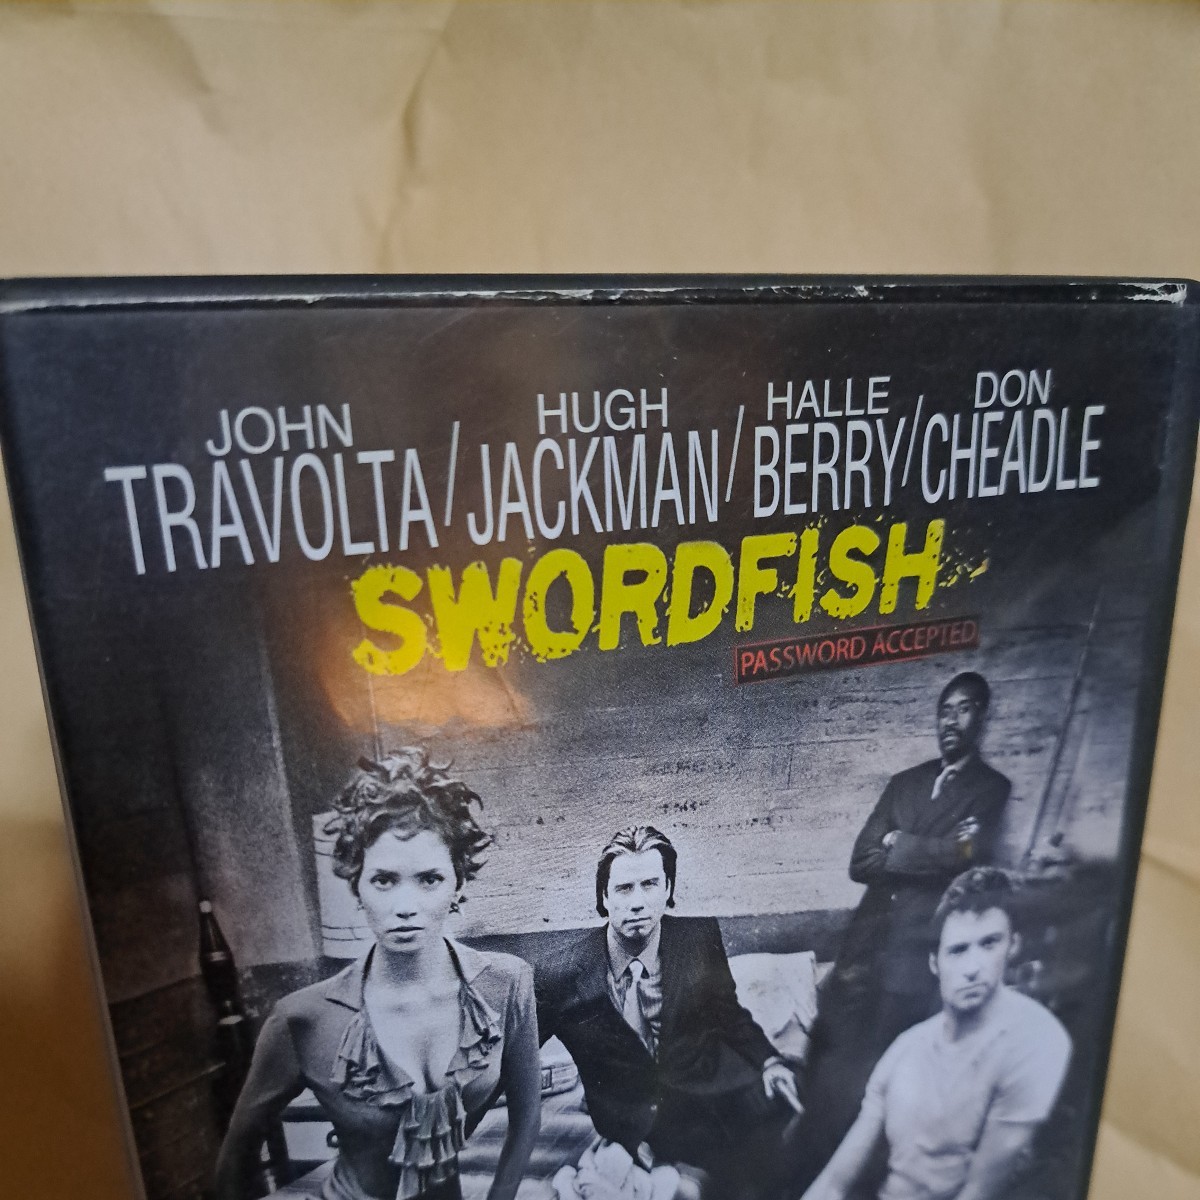 JOHN HUGH HALLE DON
TRAVOLTA/JACKMAN/BERRY/CHEADLE
SWORDFISH
PASSWORD ACCEPTED